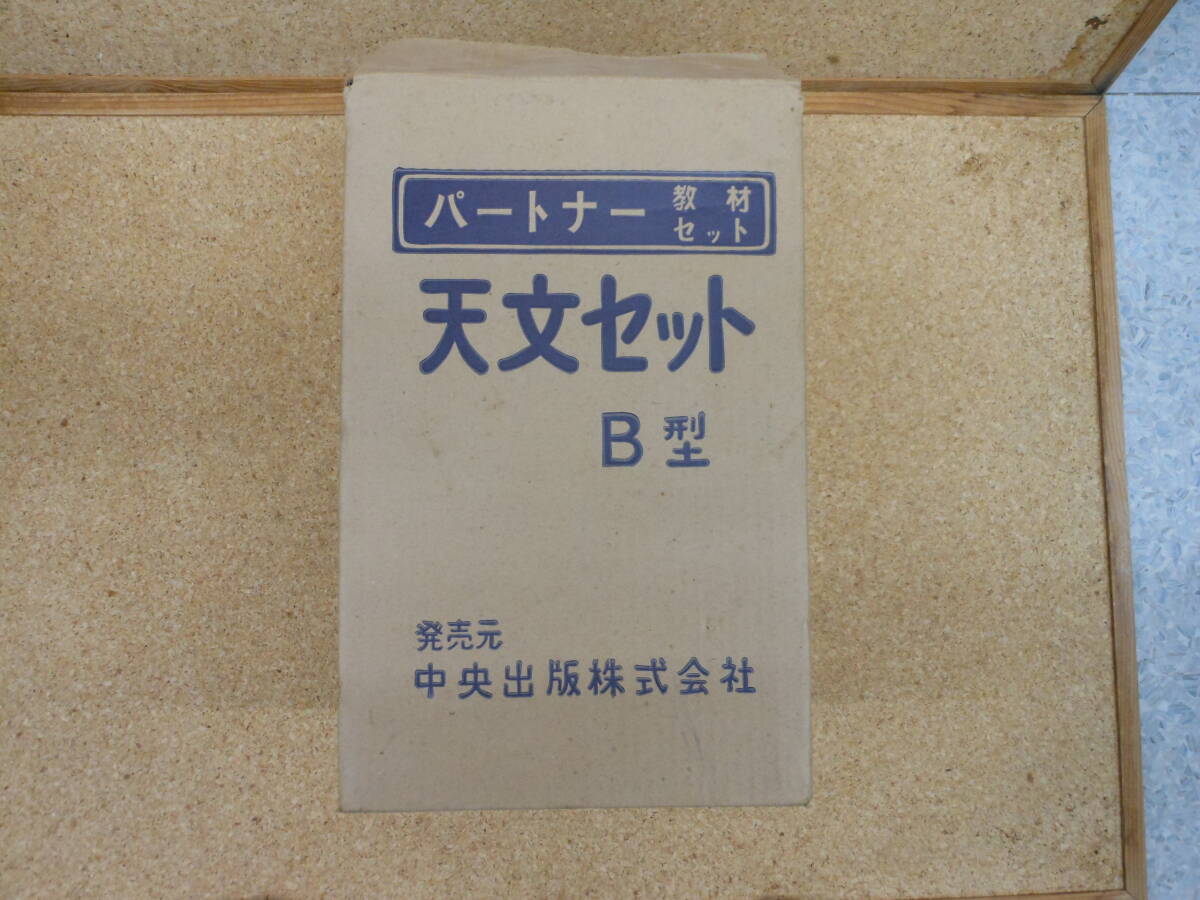 パートナー 教材セット
天文セット
B型
発売元
中央出版株式会社